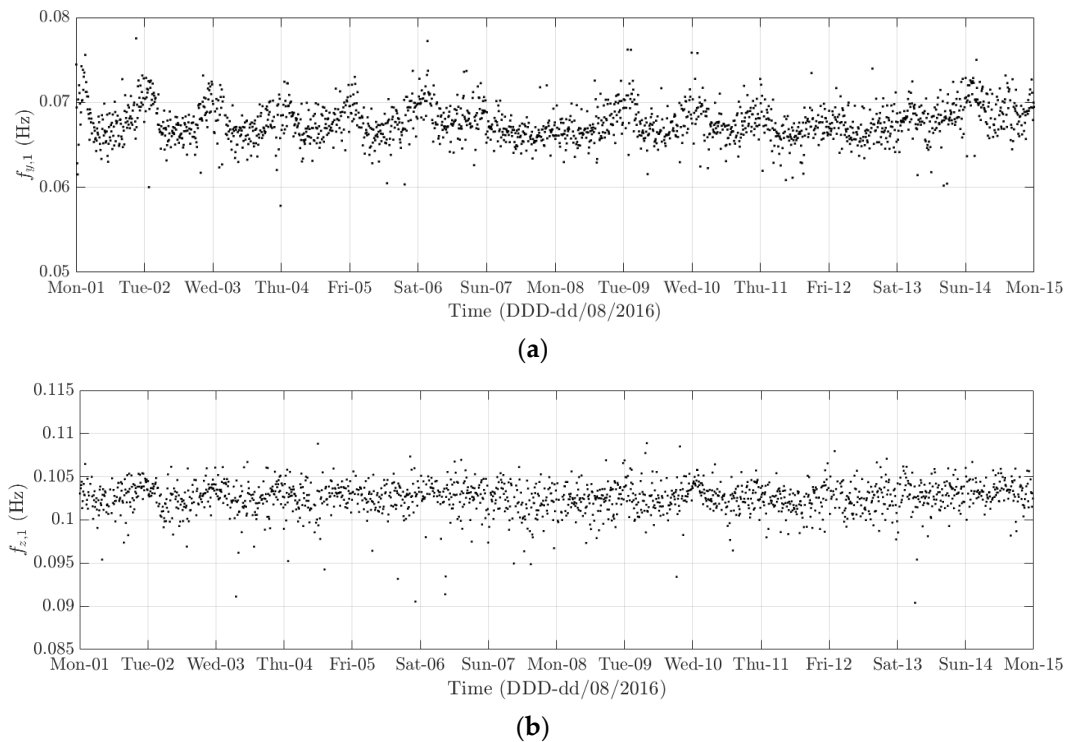 0.08
0.07
0.06
0.05
f_{y,1} (Hz)
Mon-01 Tue-02 Wed-03 Thu-04 Fri-05 Sat-06 Sun-07 Mon-08 Tue-09 Wed-10 Thu-11 Fri-12 Sat-13 Sun-14 Mon-15
Time (DDD-dd/08/2016)
(a)
0.115
0.11
0.105
0.1
0.095
0.09
0.085
f_{z,1} (Hz)
Mon-01 Tue-02 Wed-03 Thu-04 Fri-05 Sat-06 Sun-07 Mon-08 Tue-09 Wed-10 Thu-11 Fri-12 Sat-13 Sun-14 Mon-15
Time (DDD-dd/08/2016)
(b)